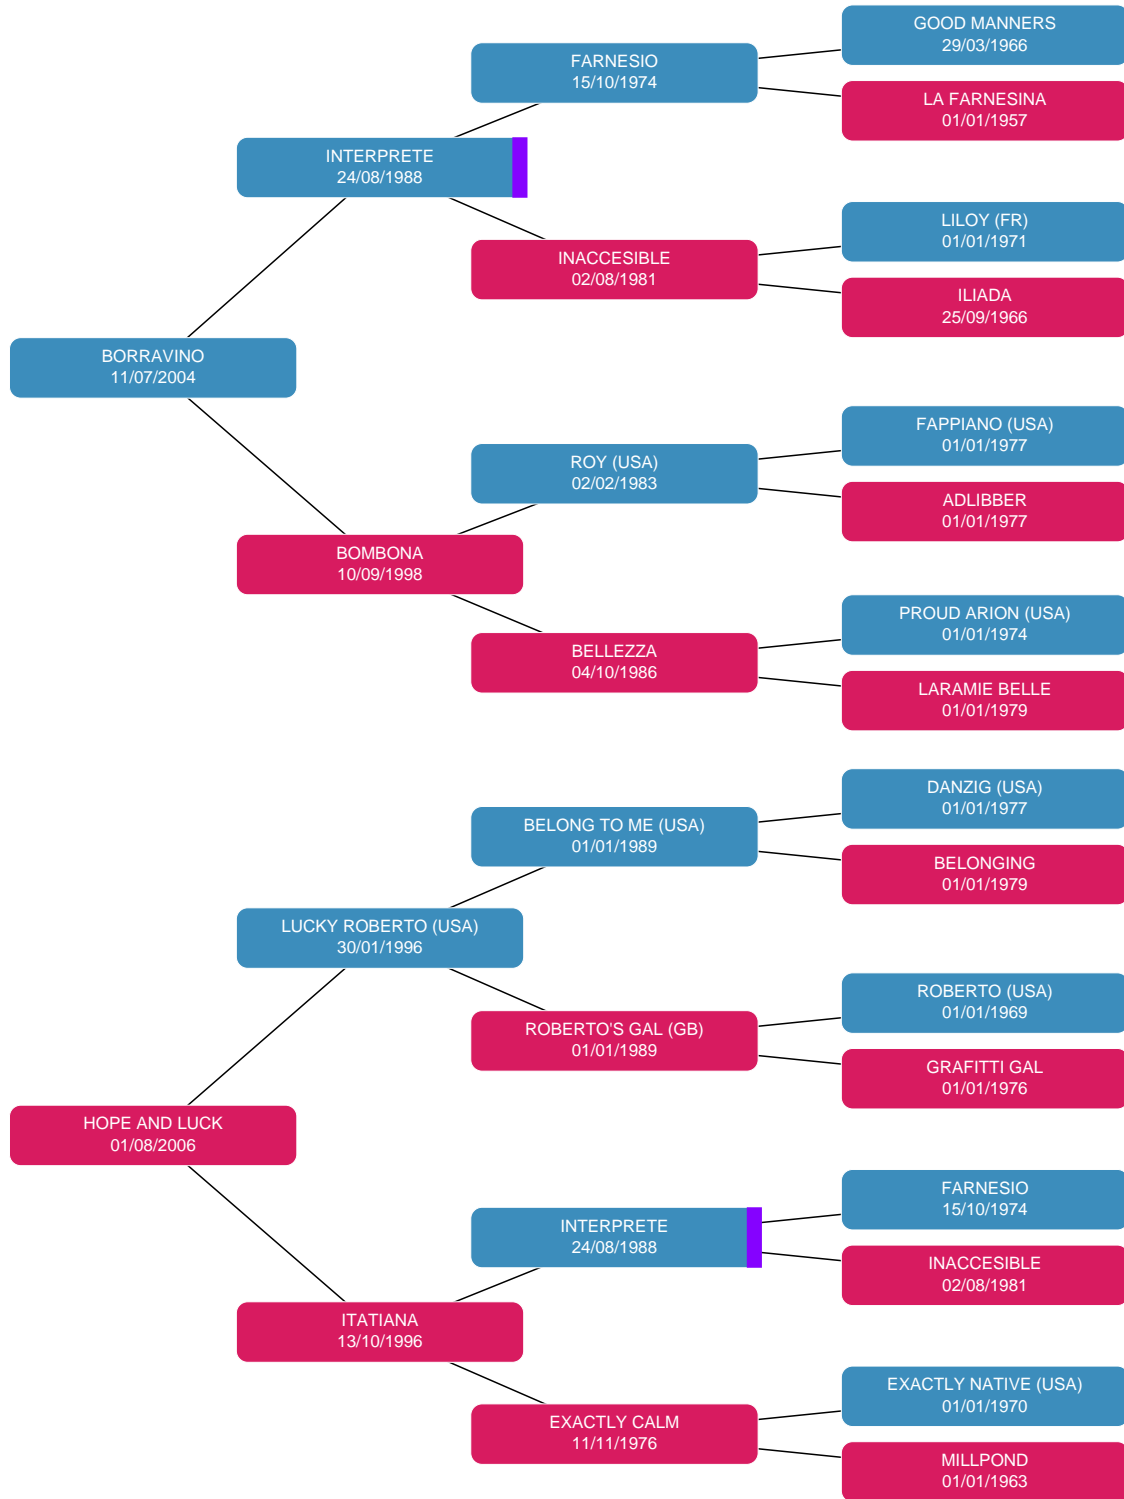 GOOD MANNERS
29/03/1966
FARNESIO
15/10/1974
LA FARNESINA
01/01/1957
INTERPRETE
24/08/1988
LILOY (FR)
01/01/1971
INACCESIBLE
02/08/1981
ILIADA
25/09/1966
BORRAVINO
11/07/2004
FAPPIANO (USA)
01/01/1977
ROY (USA)
02/02/1983
ADLIBBER
01/01/1977
BOMBONA
10/09/1998
PROUD ARION (USA)
01/01/1974
BELLEZZA
04/10/1986
LARAMIE BELLE
01/01/1979
DANZIG (USA)
01/01/1977
BELONG TO ME (USA)
01/01/1989
BELONGING
01/01/1979
LUCKY ROBERTO (USA)
30/01/1996
ROBERTO (USA)
01/01/1969
ROBERTO'S GAL (GB)
01/01/1989
GRAFITTI GAL
01/01/1976
HOPE AND LUCK
01/08/2006
FARNESIO
15/10/1974
INTERPRETE
24/08/1988
INACCESIBLE
02/08/1981
ITATIANA
13/10/1996
EXACTLY NATIVE (USA)
01/01/1970
EXACTLY CALM
11/11/1976
MILLPOND
01/01/1963